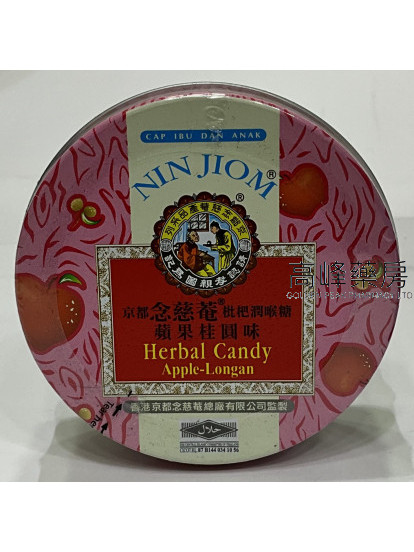 CAP IBU DAN ANAK
NIN JIOM®
京都念慈菴®枇杷潤喉糖
蘋果桂圓味
Herbal Candy
Apple-Longan
香港京都念慈菴總廠有限公司監製
حلال
高峰藥房